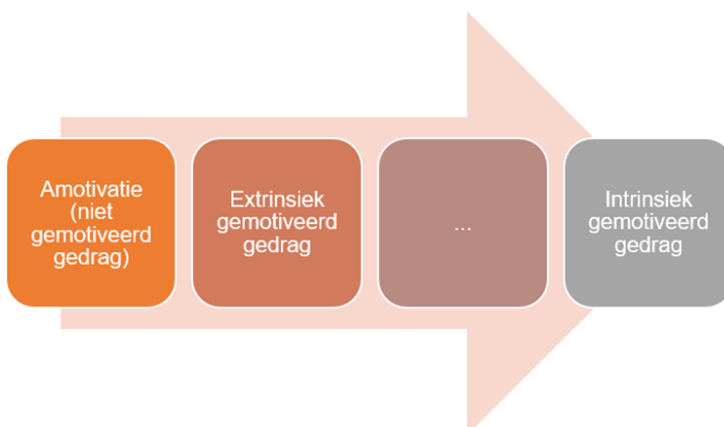 Amotivatie
(niet
gemotiveerd
gedrag)
Extrinsiek
gemotiveerd
gedrag
...
Intrinsiek
gemotiveerd
gedrag